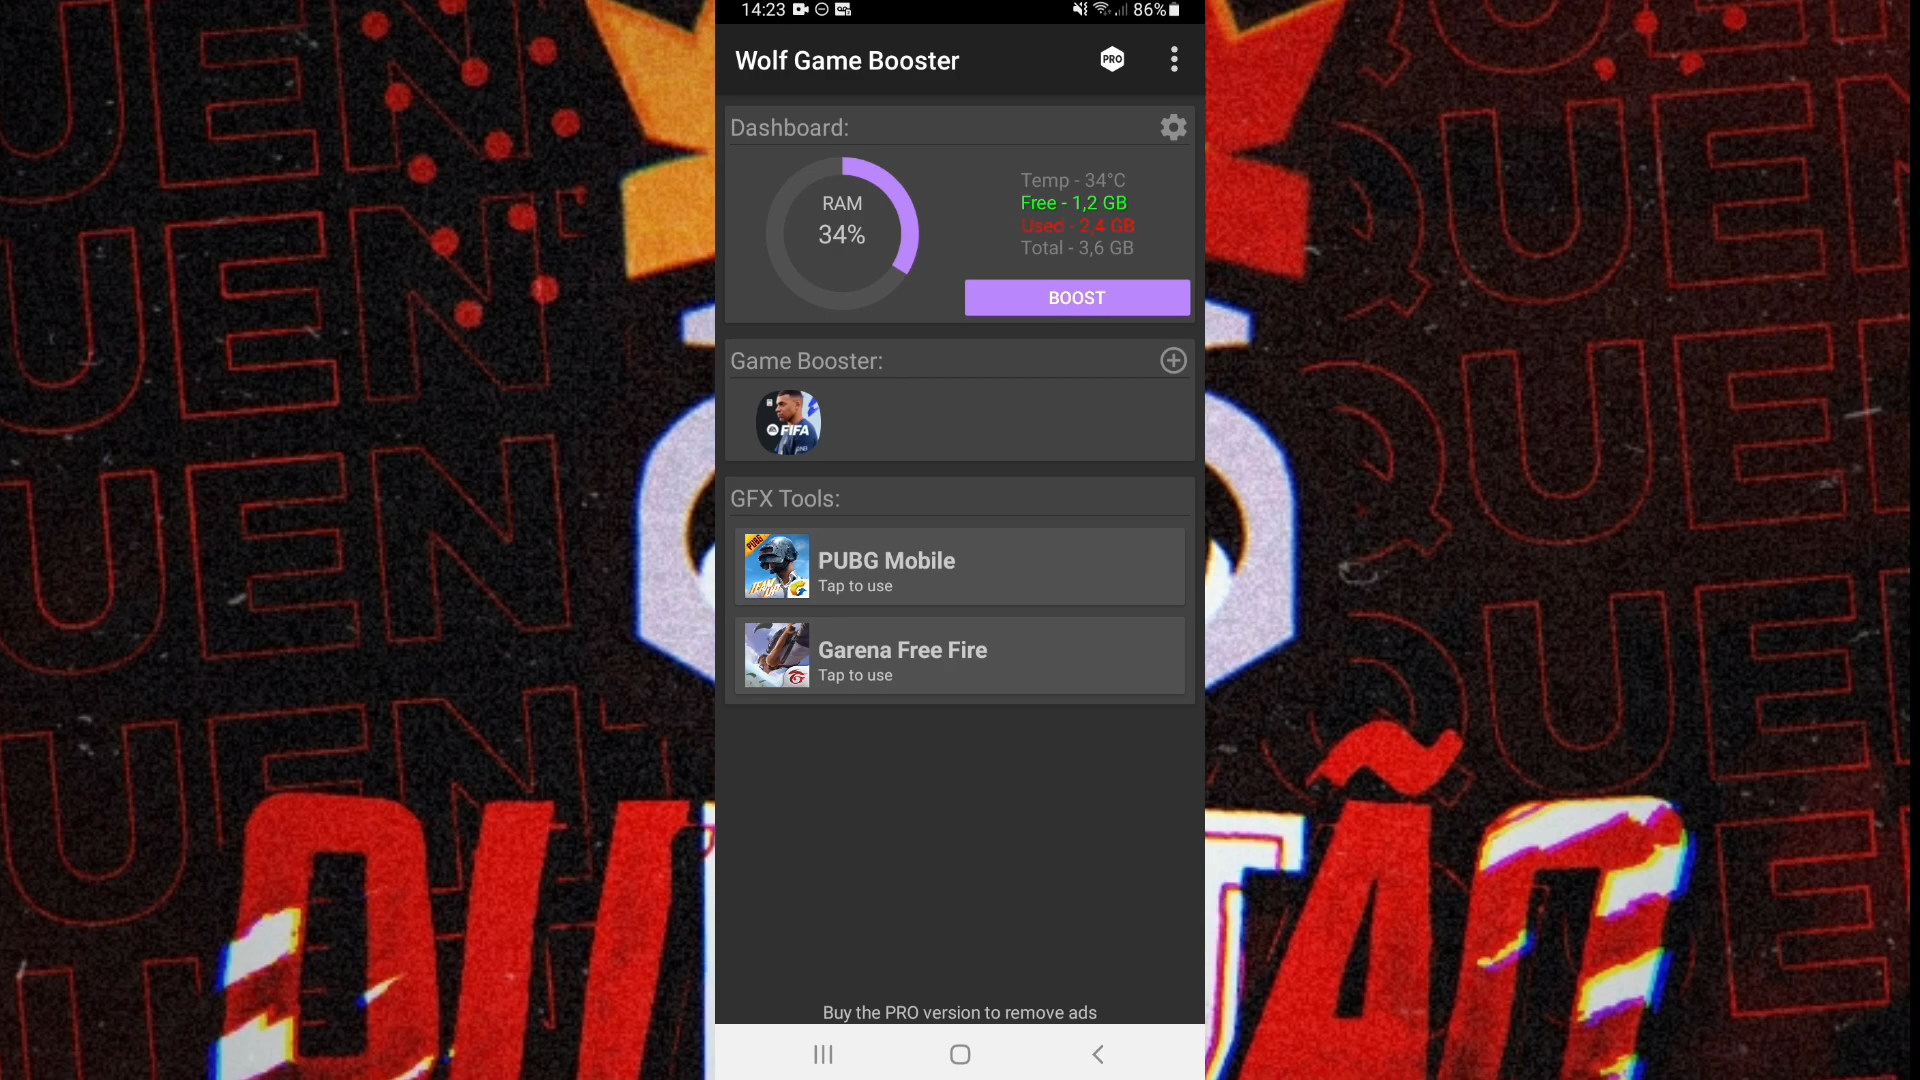 14:23
86%
Wolf Game Booster
PRO
Dashboard:
RAM
34%
Temp - 34°C
Free - 1,2 GB
Used - 2,4 GB
Total - 3,6 GB
BOOST
Game Booster:
FIFA
GFX Tools:
PUBG
PUBG Mobile
Tap to use
Garena Free Fire
Tap to use
Buy the PRO version to remove ads